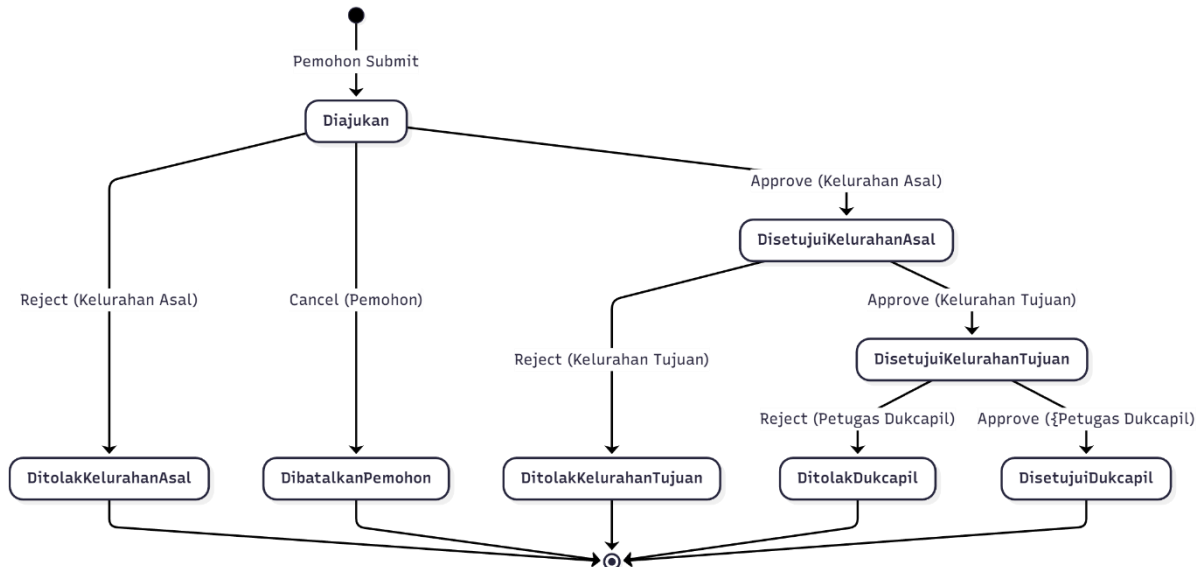 Pemohon Submit
Diajukan
Approve (Kelurahan Asal)
DisetujuiKelurahanAsal
Reject (Kelurahan Asal)
Cancel (Pemohon)
Approve (Kelurahan Tujuan)
Reject (Kelurahan Tujuan)
DisetujuiKelurahanTujuan
Reject (Petugas Dukcapil)
Approve ({Petugas Dukcapil)
DitolakKelurahanAsal
DibatalkanPemohon
DitolakKelurahanTujuan
DitolakDukcapil
DisetujuiDukcapil